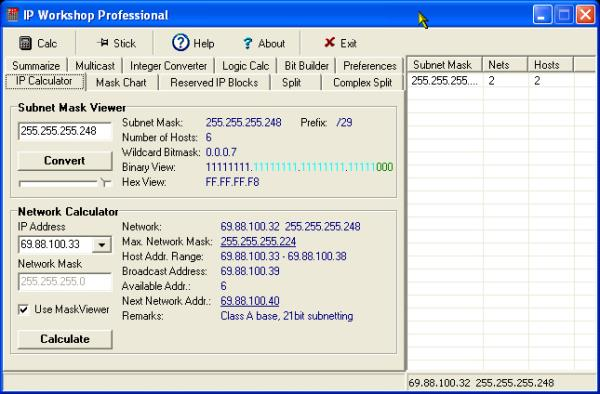 IP Workshop Professional
Calc Stick Help About Exit
Summarize Multicast Integer Converter Logic Calc Bit Builder Preferences
IP Calculator Mask Chart Reserved IP Blocks Split Complex Split
Subnet Mask Viewer
255.255.255.248
Convert
Subnet Mask: 255.255.255.248 Prefix: /29
Number of Hosts: 6
Wildcard Bitmask: 0.0.0.7
Binary View: 11111111.11111111.11111111.11111000
Hex View: FF.FF.FF.F8
Network Calculator
IP Address
69.88.100.33
Network Mask
255.255.255.0
Use MaskViewer
Calculate
Network: 69.88.100.32 255.255.255.248
Max. Network Mask: 255.255.255.224
Host Addr. Range: 69.88.100.33 - 69.88.100.38
Broadcast Address: 69.88.100.39
Available Addr.: 6
Next Network Addr.: 69.88.100.40
Remarks: Class A base, 21bit subnetting
Subnet Mask Nets Hosts
255.255.255.... 2 2
69.88.100.32 255.255.255.248